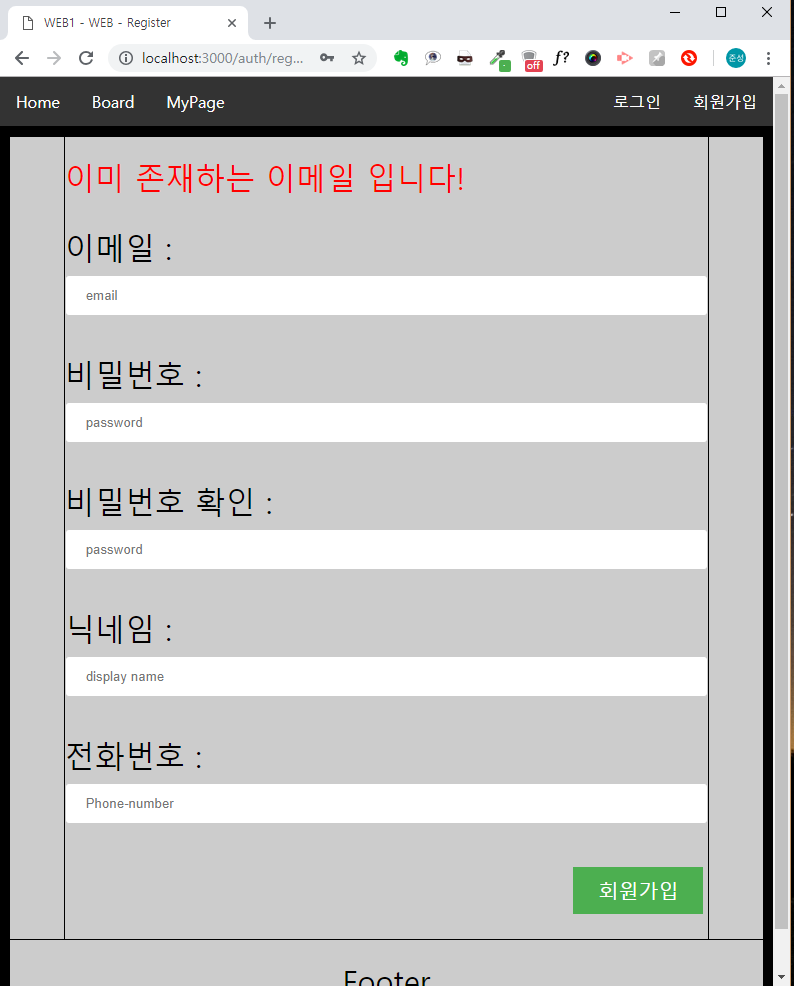 WEB1 - WEB - Register
localhost:3000/auth/reg...
off
f?
준성
Home Board MyPage 로그인 회원가입
이미 존재하는 이메일 입니다!
이메일 :
email
비밀번호 :
password
비밀번호 확인 :
password
닉네임 :
display name
전화번호 :
Phone-number
회원가입
Footer